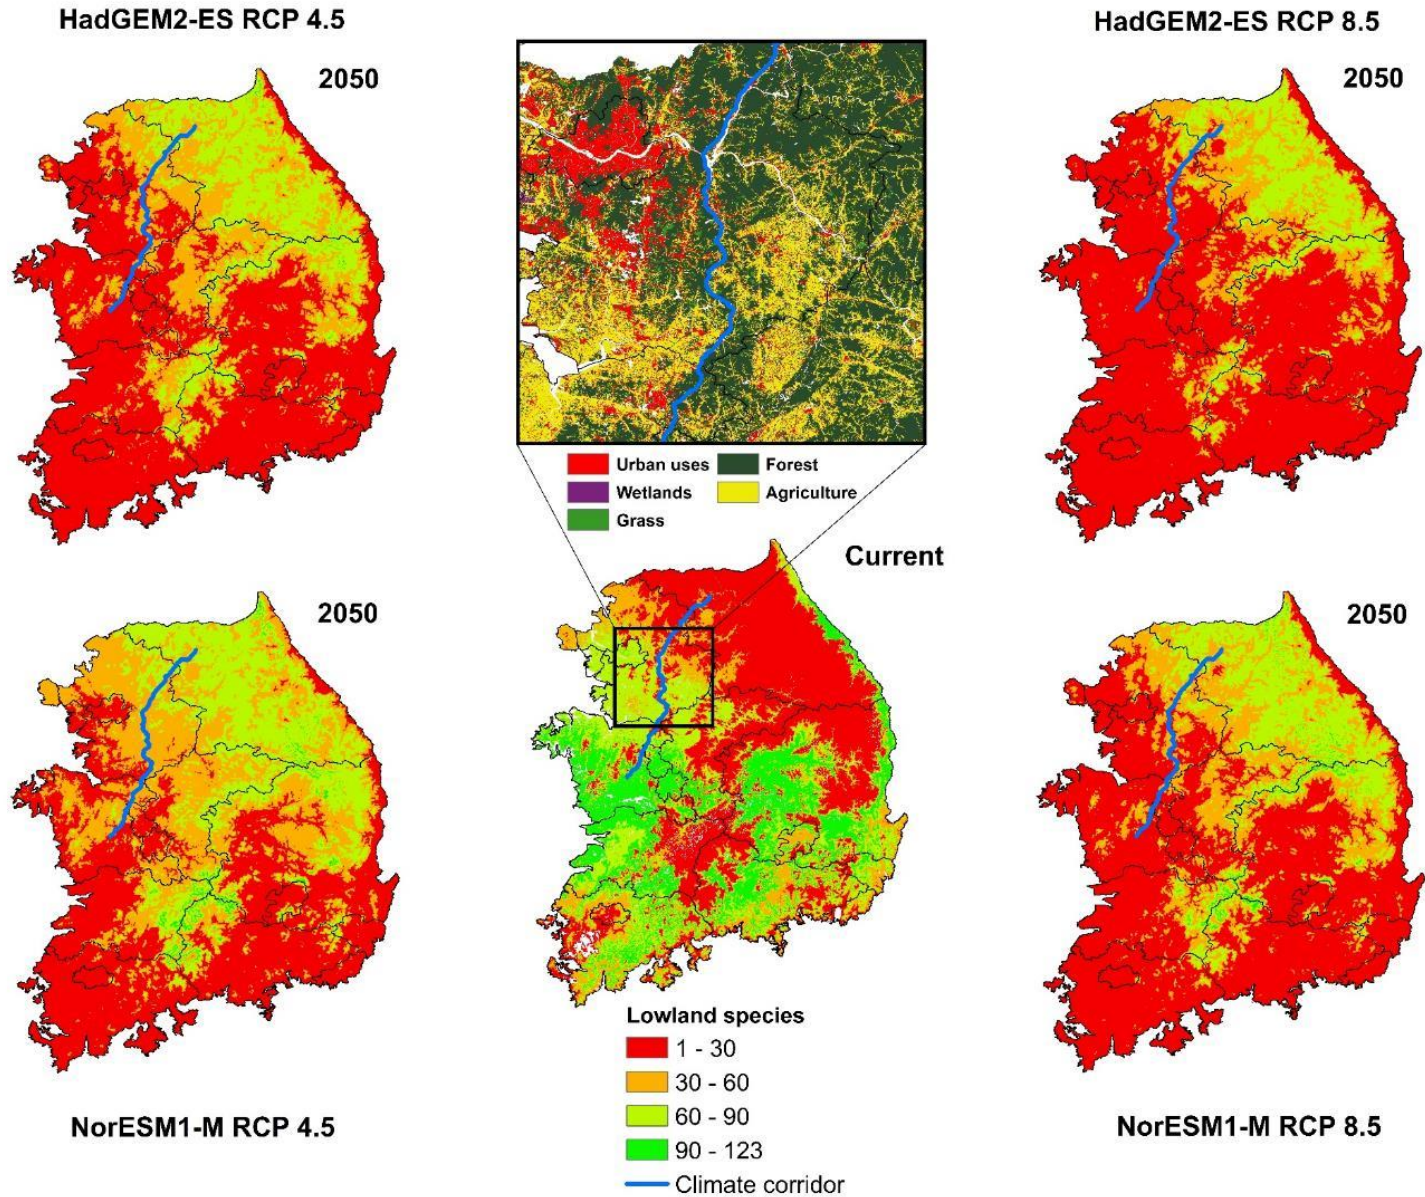 HadGEM2-ES RCP 4.5
2050
HadGEM2-ES RCP 8.5
2050
Urban uses
Forest
Wetlands
Agriculture
Grass
Current
2050
2050
Lowland species
1 - 30
30 - 60
60 - 90
90 - 123
Climate corridor
NorESM1-M RCP 4.5
NorESM1-M RCP 8.5